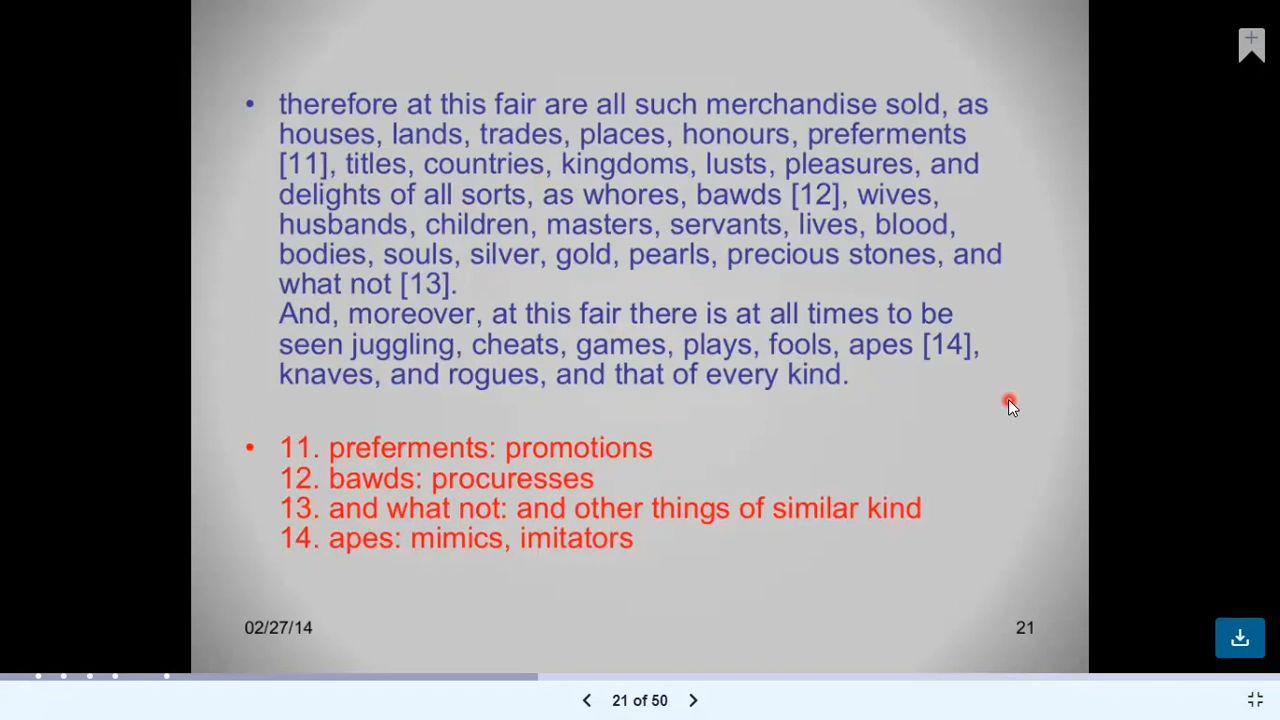 • therefore at this fair are all such merchandise sold, as
houses, lands, trades, places, honours, preferments
[11], titles, countries, kingdoms, lusts, pleasures, and
delights of all sorts, as whores, bawds [12], wives,
husbands, children, masters, servants, lives, blood,
bodies, souls, silver, gold, pearls, precious stones, and
what not [13].
And, moreover, at this fair there is at all times to be
seen juggling, cheats, games, plays, fools, apes [14],
knaves, and rogues, and that of every kind.
• 11. preferments: promotions
12. bawds: procuresses
13. and what not: and other things of similar kind
14. apes: mimics, imitators
02/27/14
21
21 of 50